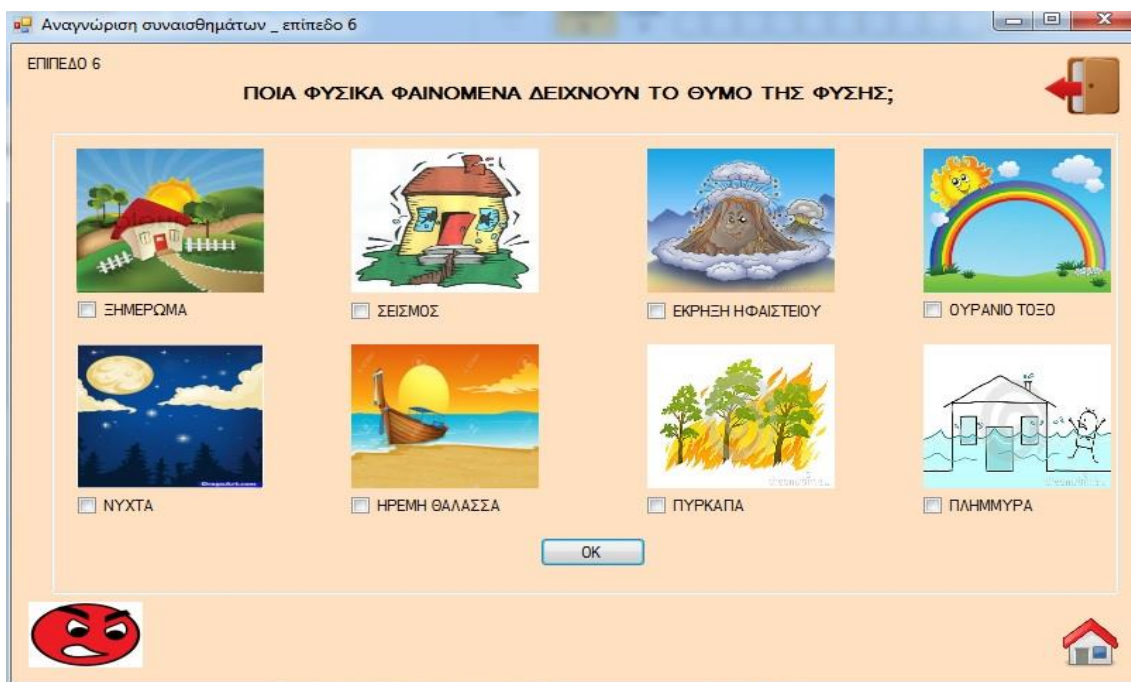 Αναγνώριση συναισθημάτων _ επίπεδο 6
ΕΠΙΠΕΔΟ 6
ΠΟΙΑ ΦΥΣΙΚΑ ΦΑΙΝΟΜΕΝΑ ΔΕΙΧΝΟΥΝ ΤΟ ΘΥΜΟ ΤΗΣ ΦΥΣΗΣ;
ΞΗΜΕΡΩΜΑ
ΣΕΙΣΜΟΣ
ΕΚΡΗΞΗ ΗΦΑΙΣΤΕΙΟΥ
ΟΥΡΑΝΙΟ ΤΟΞΟ
ΝΥΧΤΑ
ΗΡΕΜΗ ΘΑΛΑΣΣΑ
ΠΥΡΚΑΓΙΑ
ΠΛΗΜΜΥΡΑ
OK